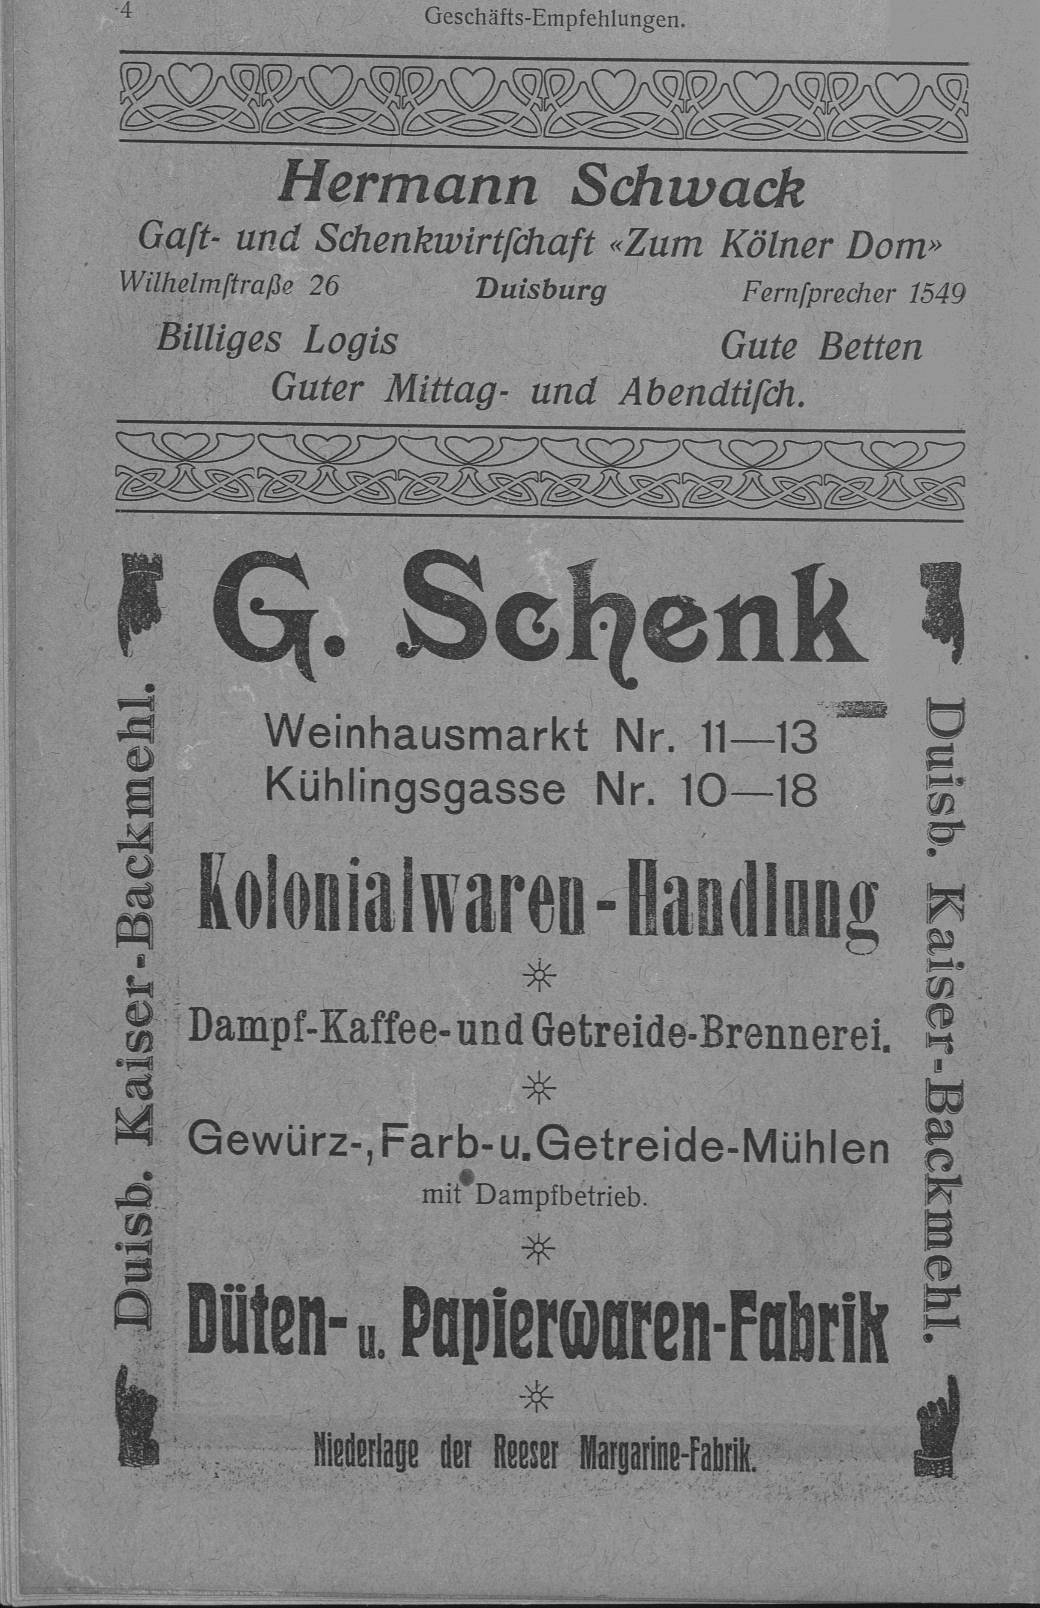 4
Geschäfts-Empfehlungen.
Hermann Schwack
Gaſt- und Schenkwirtſchaft «Zum Kölner Dom»
Wilhelmſtraße 26 Duisburg Fernſprecher 1549
Billiges Logis Gute Betten
Guter Mittag- und Abendtiſch.
G. Schenk
Weinhausmarkt Nr. 11—13
Kühlingsgasse Nr. 10—18
Kolonialwaren-Handlung
Dampf-Kaffee- und Getreide-Brennerei.
Gewürz-, Farb- u. Getreide-Mühlen
mit Dampfbetrieb.
Düten- u. Papierwaren-Fabrik
Niederlage der Reeser Margarine-Fabrik.
Duisb. Kaiser-Backmehl.
Duisb. Kaiser-Backmehl.